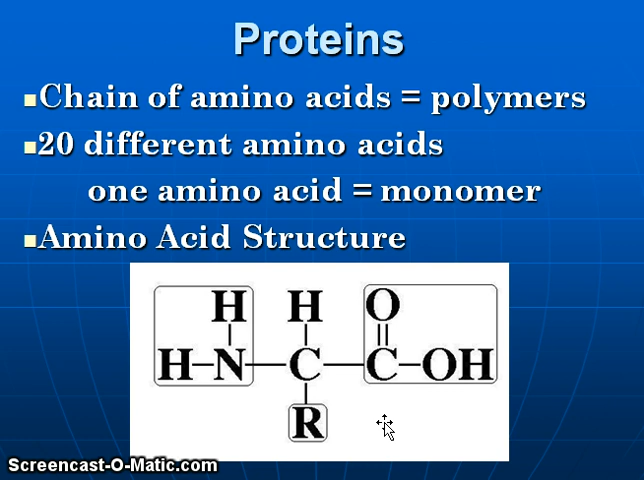 Proteins
Chain of amino acids = polymers
20 different amino acids
one amino acid = monomer
Amino Acid Structure
H H O
H-N-C-C-OH
R
Screencast-O-Matic.com